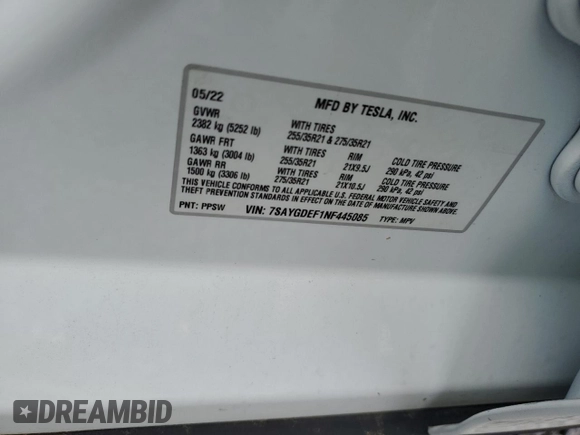 05/22 MFD BY TESLA, INC.
GVWR
2382 kg (5252 lb) WITH TIRES 255/35R21 & 275/35R21
GAWR FRT WITH TIRES RIM COLD TIRE PRESSURE
1363 kg (3004 lb) 255/35R21 21X9.5J 290 kPa, 42 psi
GAWR RR WITH TIRES RIM COLD TIRE PRESSURE
1500 kg (3306 lb) 275/35R21 21X10.5J 290 kPa, 42 psi
THIS VEHICLE CONFORMS TO ALL APPLICABLE U.S. FEDERAL MOTOR VEHICLE SAFETY AND
THEFT PREVENTION STANDARDS IN EFFECT ON THE DATE OF MANUFACTURE SHOWN ABOVE.
PNT: PPSW VIN: 7SAYGDEF1NF445085 TYPE: MPV
DREAMBID